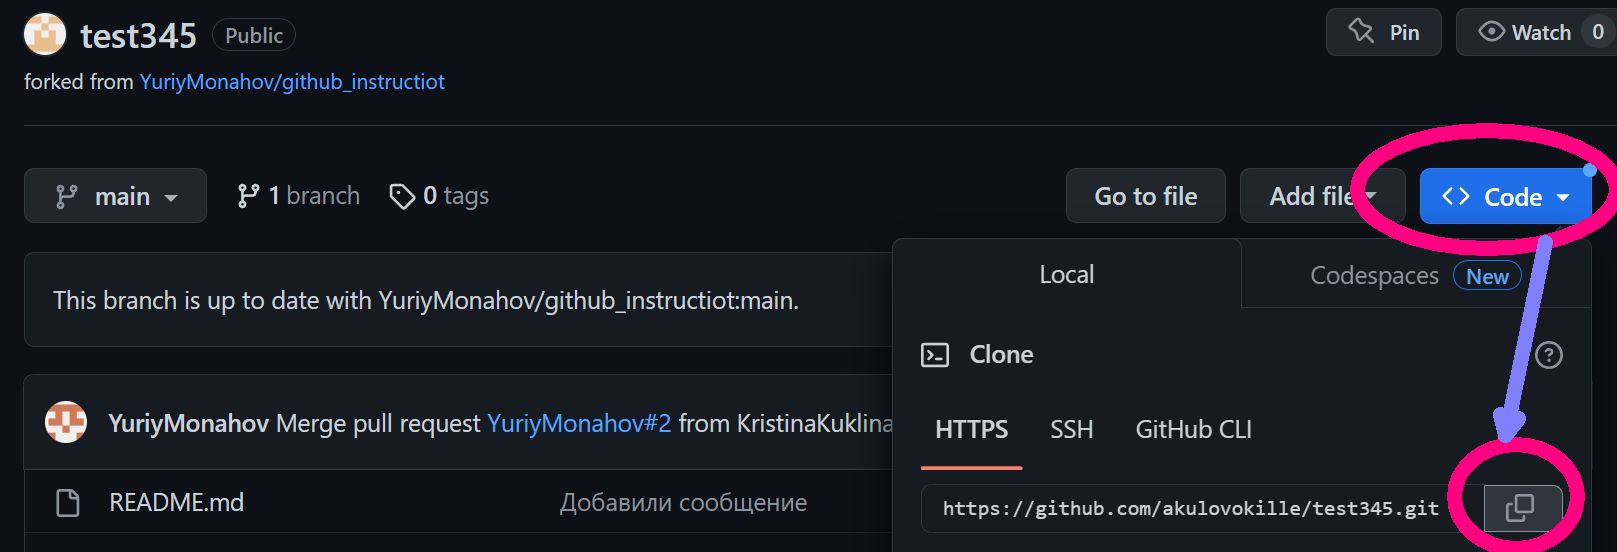 test345 Public
Pin
Watch 0
forked from YuriyMonahov/github_instructiot
main
1 branch
0 tags
Go to file
Add file
Code
This branch is up to date with YuriyMonahov/github_instructiot:main.
Local
Codespaces New
Clone
YuriyMonahov Merge pull request YuriyMonahov#2 from KristinaKuklina
HTTPS SSH GitHub CLI
README.md Добавили сообщение
https://github.com/akulovokille/test345.git